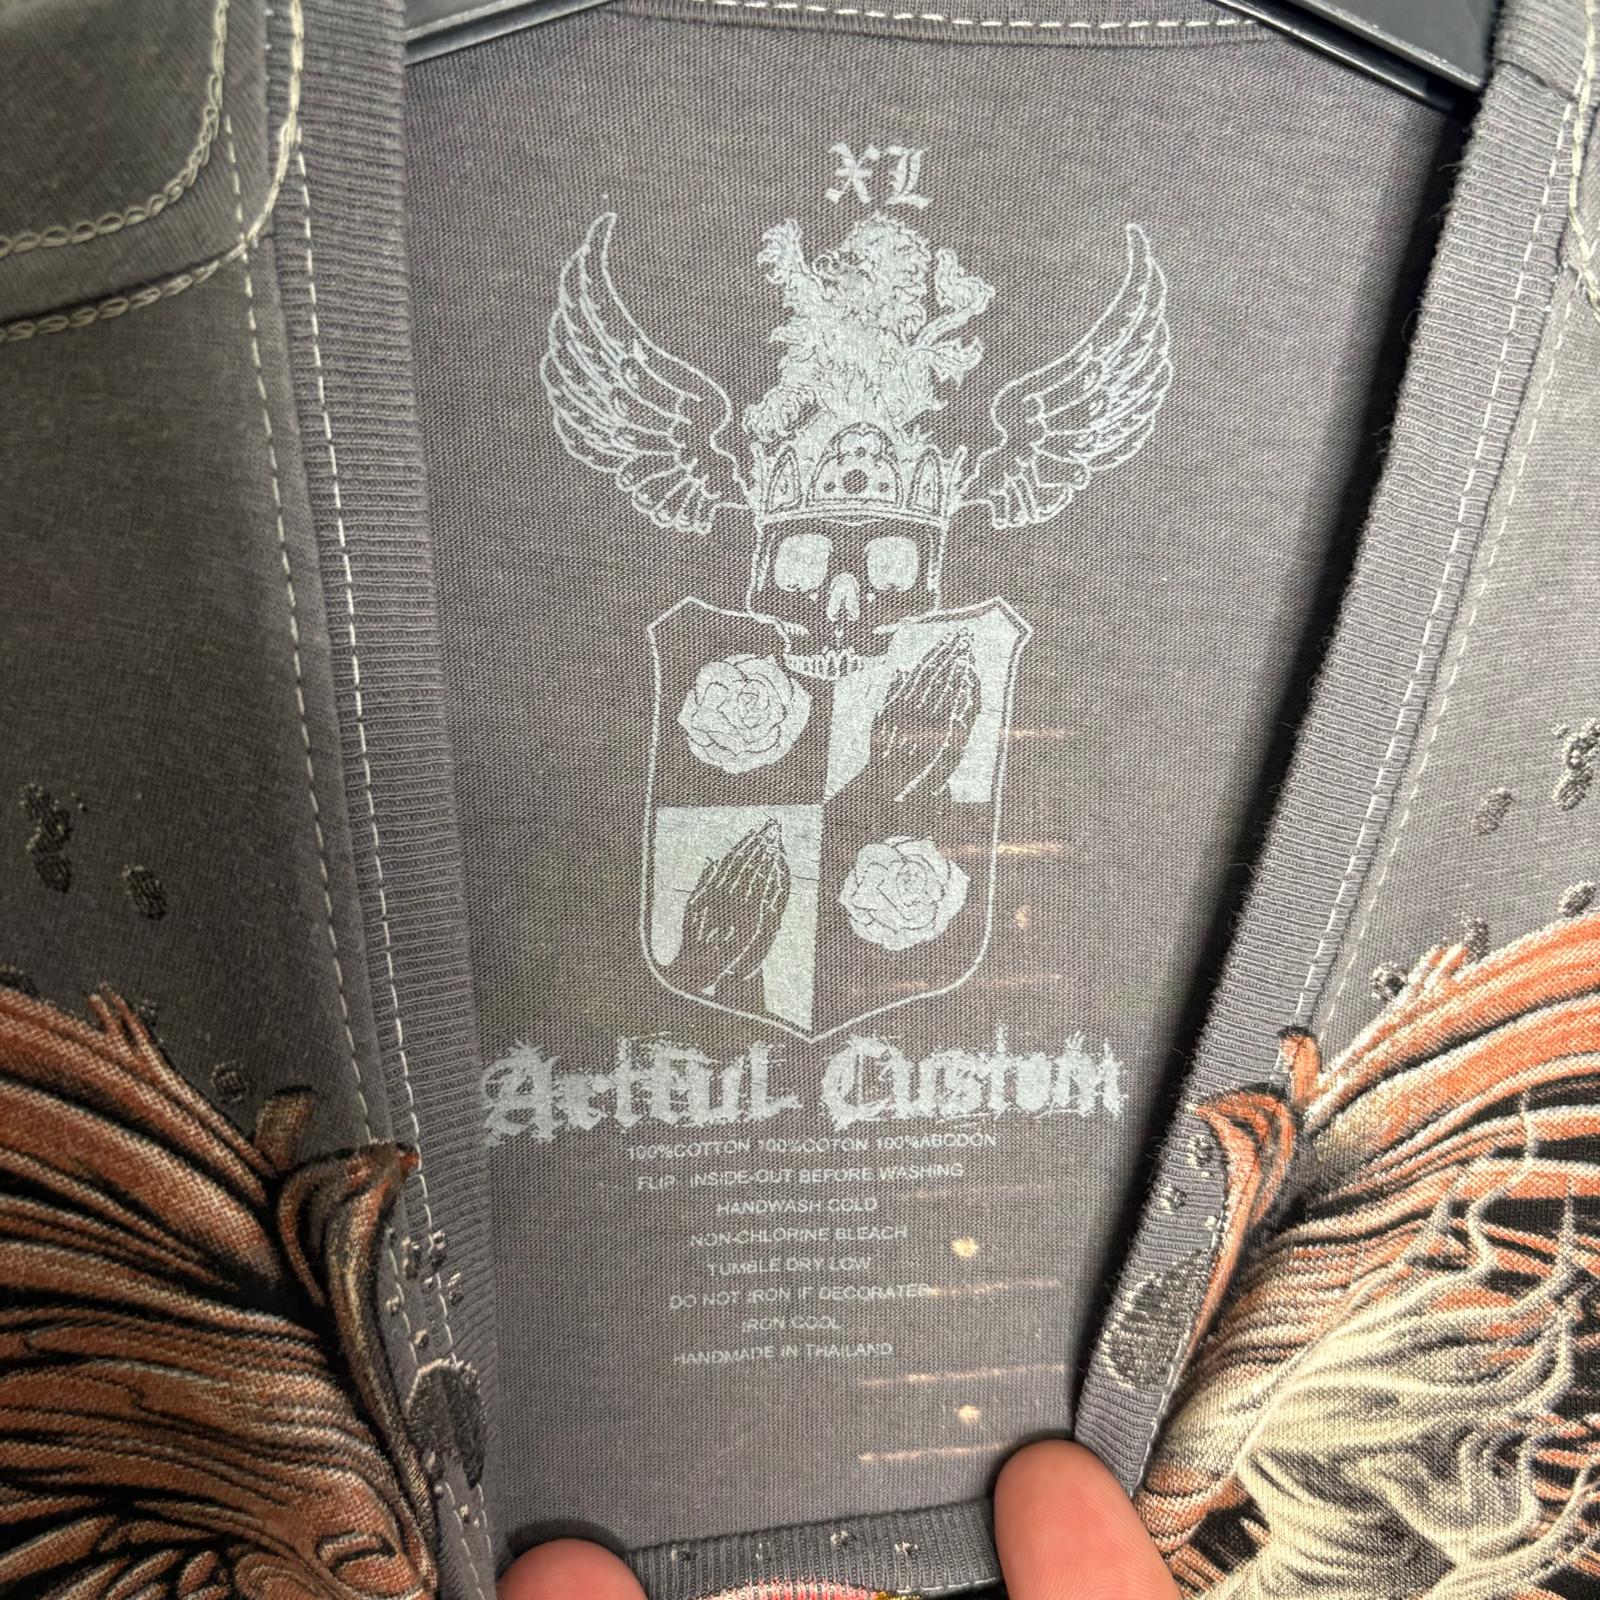 XL
Artful Custom
100%COTTON 100%COTON 100%ABODON
FLIP INSIDE-OUT BEFORE WASHING
HANDWASH COLD
NON-CHLORINE BLEACH
TUMBLE DRY LOW
DO NOT IRON IF DECORATED
IRON COOL
HANDMADE IN THAILAND